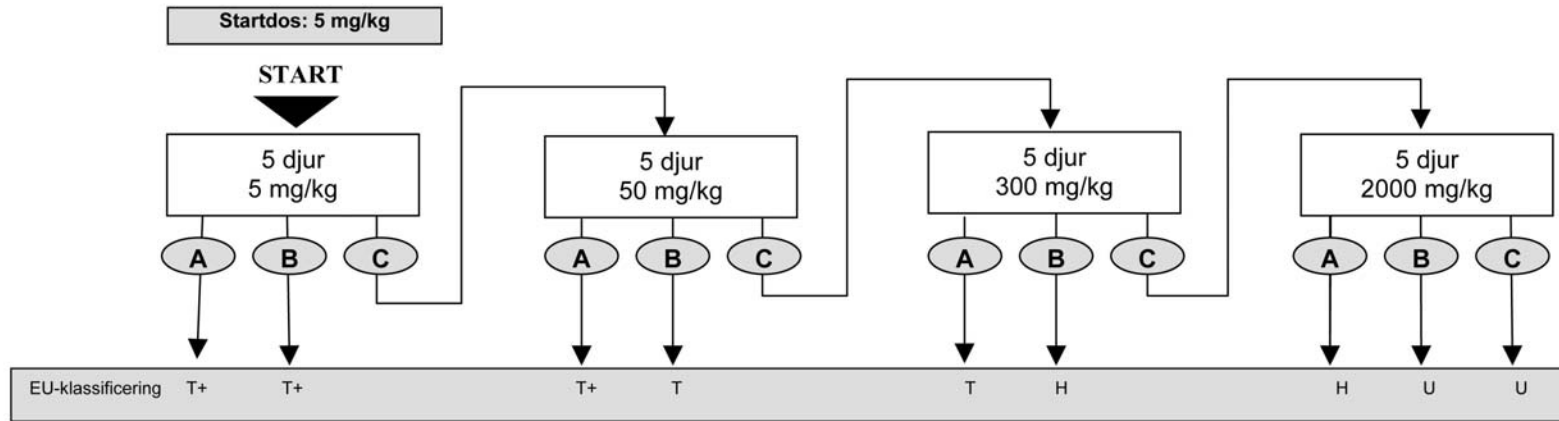 Startdos: 5 mg/kg
START
5 djur
5 mg/kg
5 djur
50 mg/kg
5 djur
300 mg/kg
5 djur
2000 mg/kg
A B C A B C A B C A B C
EU-klassificering T+ T+ T+ T T H H U U